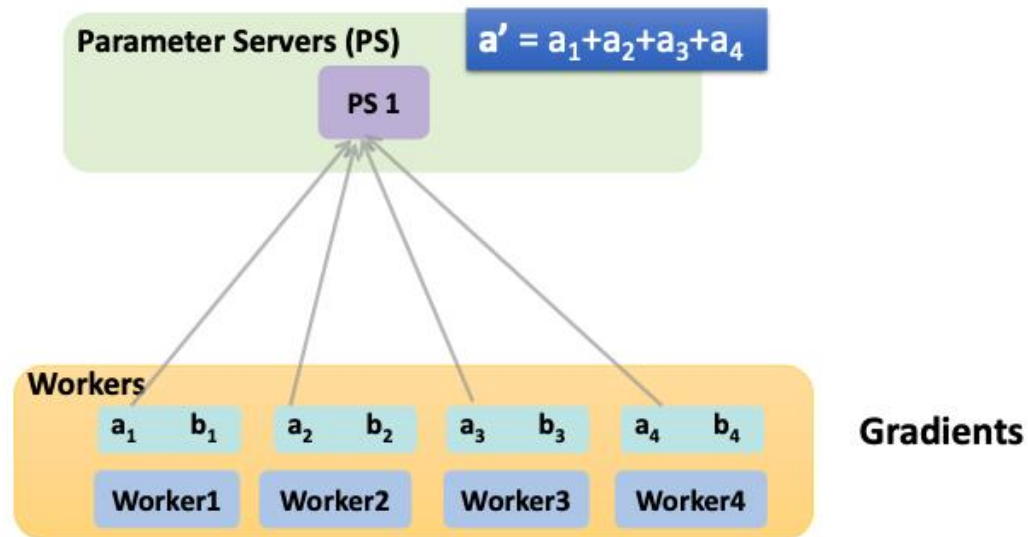 Parameter Servers (PS)
a’ = a₁+a₂+a₃+a₄
PS 1
Workers
a₁ b₁ a₂ b₂ a₃ b₃ a₄ b₄
Gradients
Worker1 Worker2 Worker3 Worker4